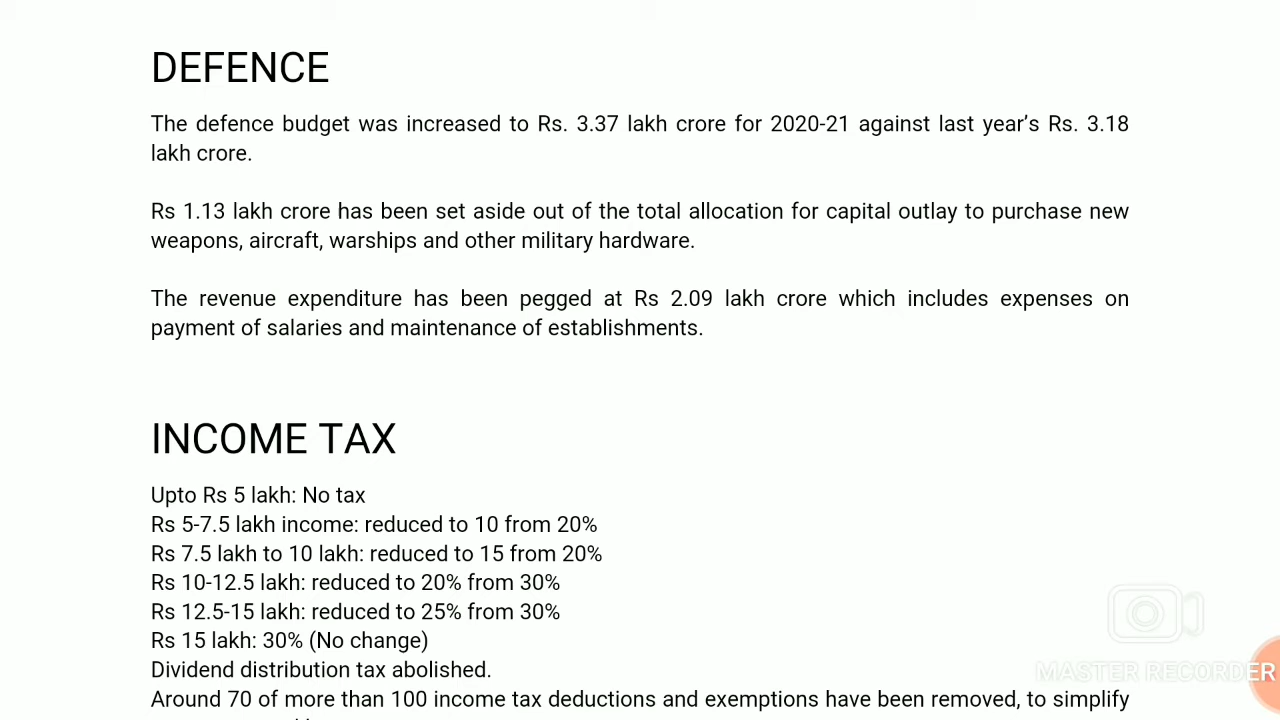 DEFENCE
The defence budget was increased to Rs. 3.37 lakh crore for 2020-21 against last year’s Rs. 3.18
lakh crore.
Rs 1.13 lakh crore has been set aside out of the total allocation for capital outlay to purchase new
weapons, aircraft, warships and other military hardware.
The revenue expenditure has been pegged at Rs 2.09 lakh crore which includes expenses on
payment of salaries and maintenance of establishments.
INCOME TAX
Upto Rs 5 lakh: No tax
Rs 5-7.5 lakh income: reduced to 10 from 20%
Rs 7.5 lakh to 10 lakh: reduced to 15 from 20%
Rs 10-12.5 lakh: reduced to 20% from 30%
Rs 12.5-15 lakh: reduced to 25% from 30%
Rs 15 lakh: 30% (No change)
Dividend distribution tax abolished.
Around 70 of more than 100 income tax deductions and exemptions have been removed, to simplify
MASTER RECORDER